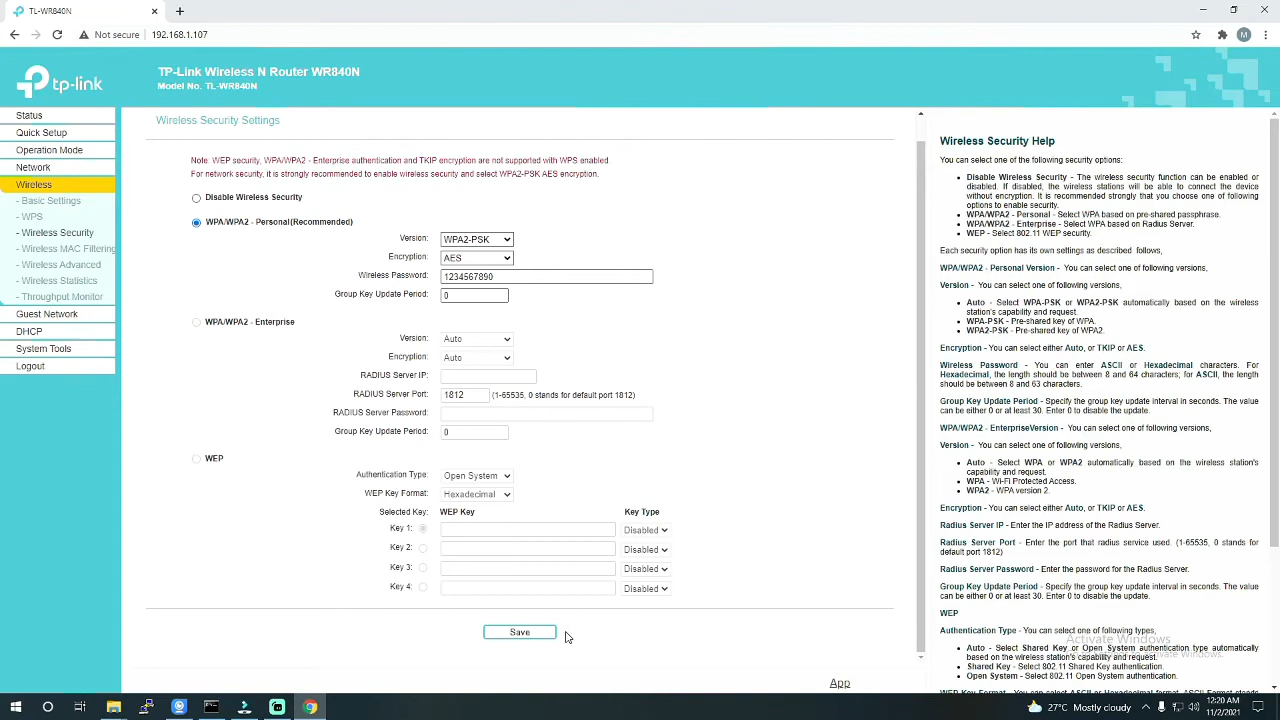 TL-WR840N
Not secure
192.168.1.107
M
tp-link
TP-Link Wireless N Router WR840N
Model No. TL-WR840N
Status
Quick Setup
Operation Mode
Network
Wireless
- Basic Settings
- WPS
- Wireless Security
- Wireless MAC Filtering
- Wireless Advanced
- Wireless Statistics
- Throughput Monitor
Guest Network
DHCP
System Tools
Logout
Wireless Security Settings
Note: WEP security, WPA/WPA2 - Enterprise authentication and TKIP encryption are not supported with WPS enabled.
For network security, it is strongly recommended to enable wireless security and select WPA2-PSK AES encryption.
Disable Wireless Security
WPA/WPA2 - Personal(Recommended)
Version: WPA2-PSK
Encryption: AES
Wireless Password: 1234567890
Group Key Update Period: 0
WPA/WPA2 - Enterprise
Version: Auto
Encryption: Auto
RADIUS Server IP:
RADIUS Server Port: 1812 (1-65535, 0 stands for default port 1812)
RADIUS Server Password:
Group Key Update Period: 0
WEP
Authentication Type: Open System
WEP Key Format: Hexadecimal
Selected Key: WEP Key Key Type
Key 1: Disabled
Key 2: Disabled
Key 3: Disabled
Key 4: Disabled
Save
App
Wireless Security Help
You can select one of the following security options:
Disable Wireless Security - The wireless security function can be enabled or
disabled. If disabled, the wireless stations will be able to connect the device
without encryption. It is recommended strongly that you choose one of following
options to enable security.
WPA/WPA2 - Personal - Select WPA based on pre-shared passphrase.
WPA/WPA2 - Enterprise - Select WPA based on Radius Server.
WEP - Select 802.11 WEP security.
Each security option has its own settings as described follows,
WPA/WPA2 - Personal Version - You can select one of following versions,
Version - You can select one of following versions,
Auto - Select WPA-PSK or WPA2-PSK automatically based on the wireless
station's capability and request.
WPA-PSK - Pre-shared key of WPA.
WPA2-PSK - Pre-shared key of WPA2.
Encryption - You can select either Auto, or TKIP or AES.
Wireless Password - You can enter ASCII or Hexadecimal characters. For
Hexadecimal, the length should be between 8 and 64 characters; for ASCII, the length
should be between 8 and 63 characters.
Group Key Update Period - Specify the group key update interval in seconds. The value
can be either 0 or at least 30. Enter 0 to disable the update.
WPA/WPA2 - EnterpriseVersion - You can select one of following versions,
Version - You can select one of following versions,
Auto - Select WPA or WPA2 automatically based on the wireless station's
capability and request.
WPA - Wi-Fi Protected Access.
WPA2 - WPA version 2.
Encryption - You can select either Auto, or TKIP or AES.
Radius Server IP - Enter the IP address of the Radius Server.
Radius Server Port - Enter the port that radius service used. (1-65535, 0 stands for
default port 1812)
Radius Server Password - Enter the password for the Radius Server.
Group Key Update Period - Specify the group key update interval in seconds. The value
can be either 0 or at least 30. Enter 0 to disable the update.
WEP
Authentication Type - You can select one of following types,
Activate Windows
Auto - Select Shared Key or Open System authentication type automatically
based on the wireless station's capability and request.
Shared Key - Select 802.11 Shared Key authentication.
Open System - Select 802.11 Open System authentication.
27°C Mostly cloudy
12:20 AM
11/2/2021